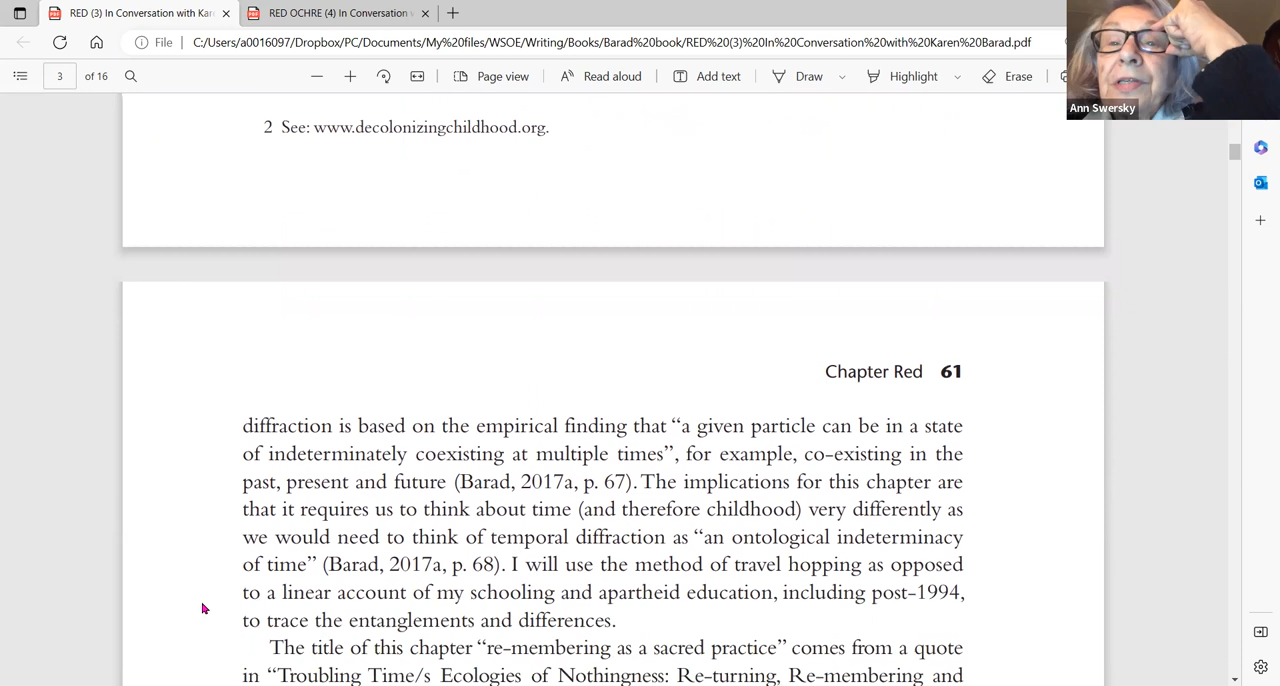 RED (3) In Conversation with Kar
RED OCHRE (4) In Conversation
File
C:/Users/a0016097/Dropbox/PC/Documents/My%20files/WSOE/Writing/Books/Barad%20book/RED%20(3)%20In%20Conversation%20with%20Karen%20Barad.pdf
3 of 16
Page view
Read aloud
Add text
Draw
Highlight
Erase
Ann Swersky
2 See: www.decolonizingchildhood.org.
Chapter Red 61
diffraction is based on the empirical finding that “a given particle can be in a state
of indeterminately coexisting at multiple times”, for example, co-existing in the
past, present and future (Barad, 2017a, p. 67). The implications for this chapter are
that it requires us to think about time (and therefore childhood) very differently as
we would need to think of temporal diffraction as “an ontological indeterminacy
of time” (Barad, 2017a, p. 68). I will use the method of travel hopping as opposed
to a linear account of my schooling and apartheid education, including post-1994,
to trace the entanglements and differences.
The title of this chapter “re-membering as a sacred practice” comes from a quote
in “Troubling Time/s Ecologies of Nothingness: Re-turning, Re-membering and